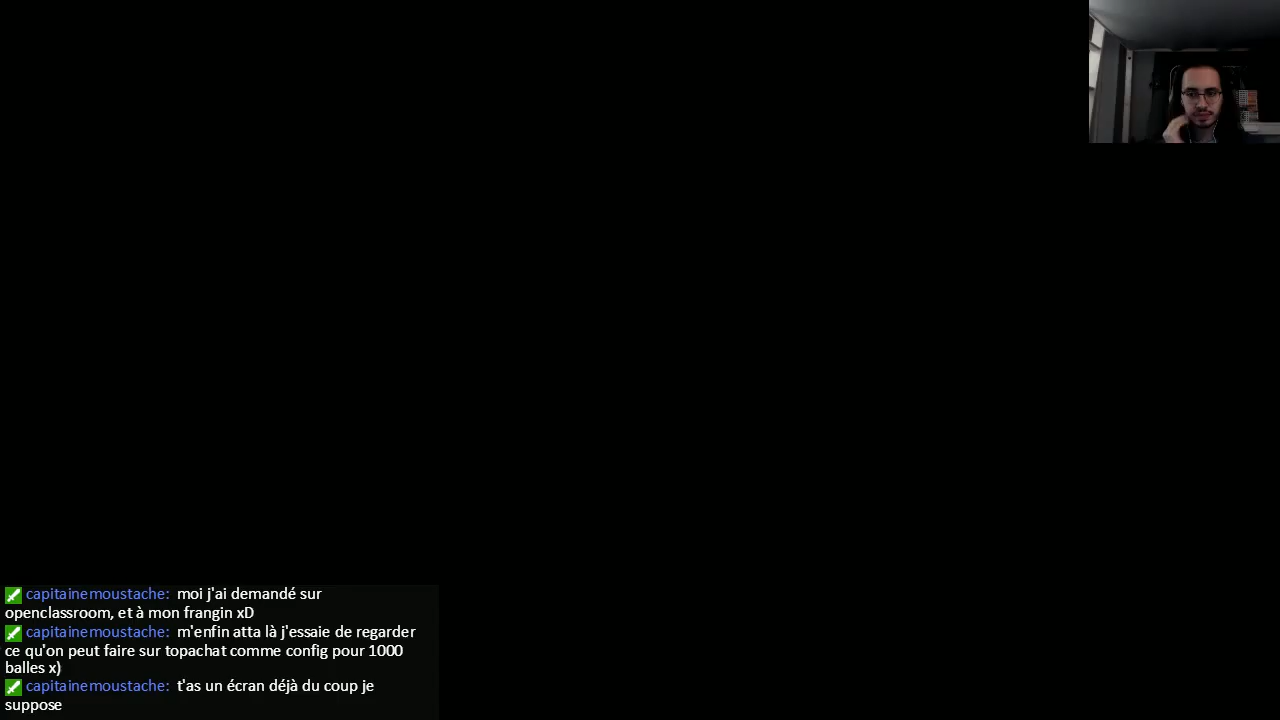 capitainemoustache: moi j'ai demandé sur
openclassroom, et à mon frangin xD
capitainemoustache: m'enfin atta là j'essaie de regarder
ce qu'on peut faire sur topachat comme config pour 1000
balles x)
capitainemoustache: t'as un écran déjà du coup je
suppose